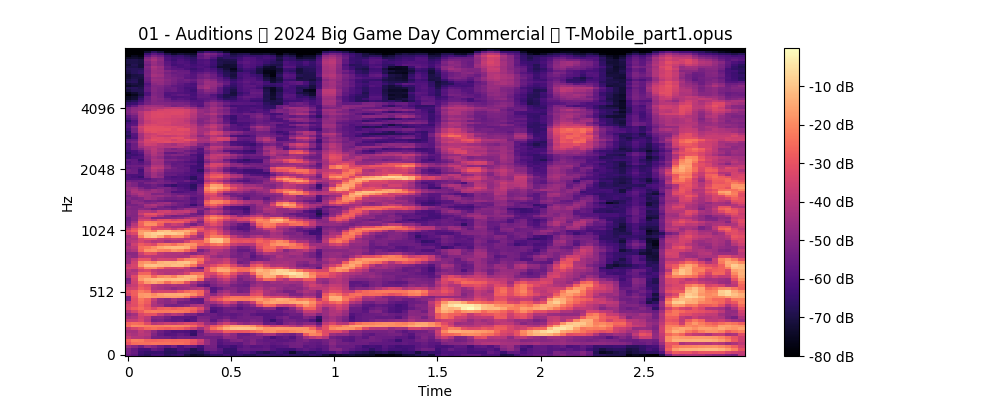 01 - Auditions 	▯ 2024 Big Game Day Commercial ▯ T-Mobile_part1.opus
4096
2048
1024
512
0
Hz
0
0.5
1
1.5
2
2.5
Time
-10 dB
-20 dB
-30 dB
-40 dB
-50 dB
-60 dB
-70 dB
-80 dB